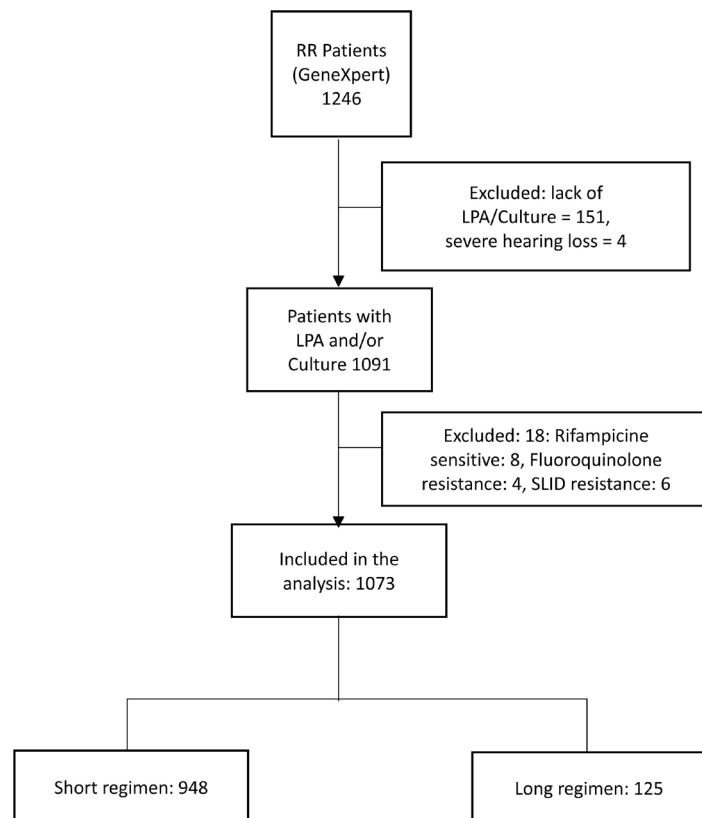 RR Patients
(GeneXpert)
1246
Excluded: lack of
LPA/Culture = 151,
severe hearing loss = 4
Patients with
LPA and/or
Culture 1091
Excluded: 18: Rifampicine
sensitive: 8, Fluoroquinolone
resistance: 4, SLID resistance: 6
Included in the
analysis: 1073
Short regimen: 948
Long regimen: 125